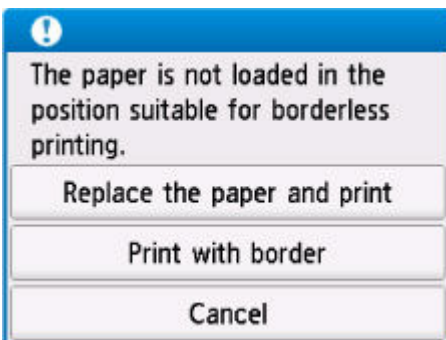 The paper is not loaded in the
position suitable for borderless
printing.
Replace the paper and print
Print with border
Cancel